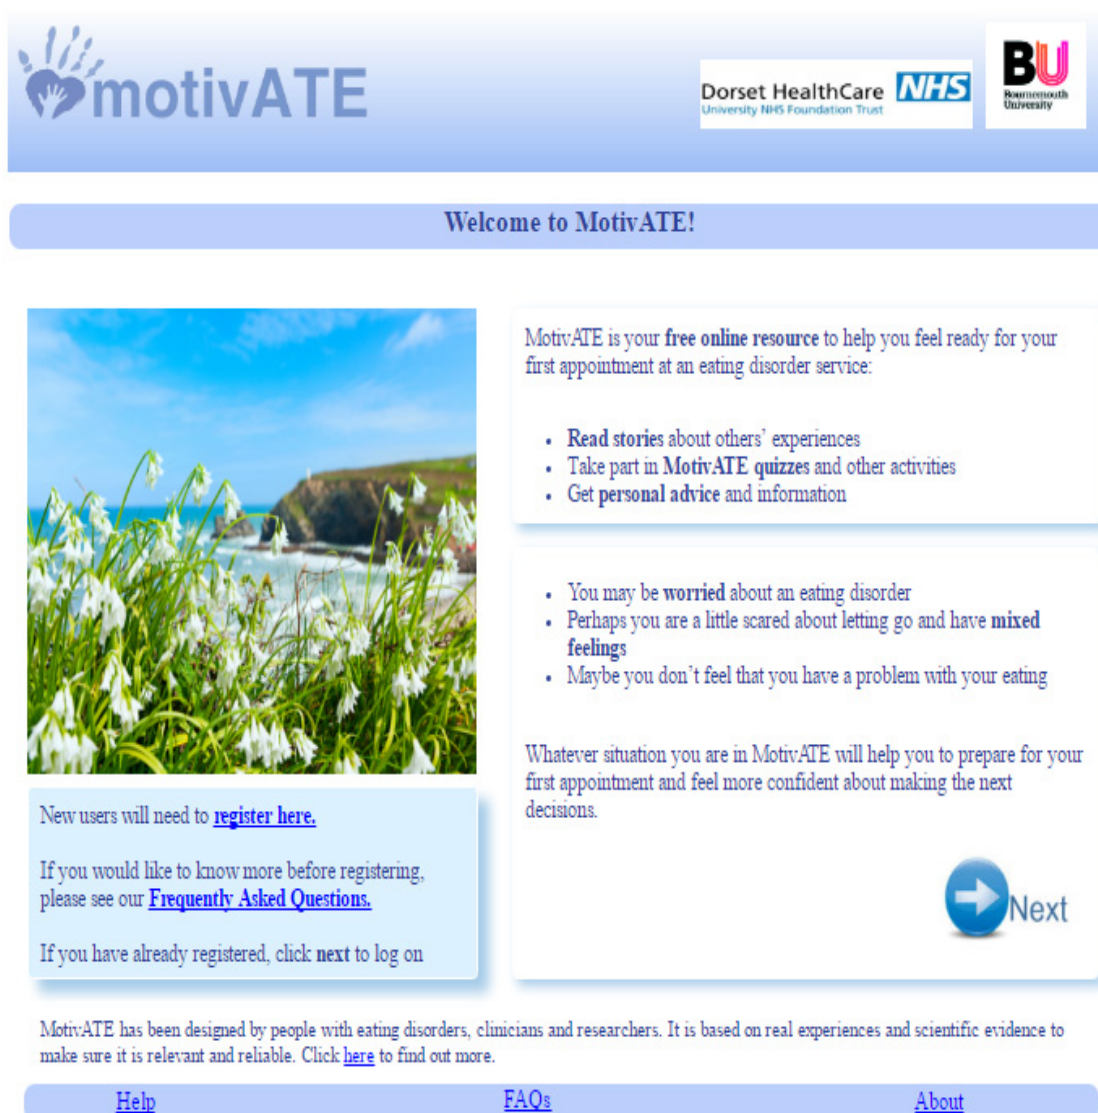 motivATE
Dorset HealthCare NHS
University NHS Foundation Trust
BU
Bournemouth
University
Welcome to MotivATE!
MotivATE is your free online resource to help you feel ready for your
first appointment at an eating disorder service:
• Read stories about others’ experiences
• Take part in MotivATE quizzes and other activities
• Get personal advice and information
• You may be worried about an eating disorder
• Perhaps you are a little scared about letting go and have mixed
feelings
• Maybe you don’t feel that you have a problem with your eating
Whatever situation you are in MotivATE will help you to prepare for your
first appointment and feel more confident about making the next
decisions.
Next
New users will need to register here.
If you would like to know more before registering,
please see our Frequently Asked Questions.
If you have already registered, click next to log on
MotivATE has been designed by people with eating disorders, clinicians and researchers. It is based on real experiences and scientific evidence to
make sure it is relevant and reliable. Click here to find out more.
Help FAQs About